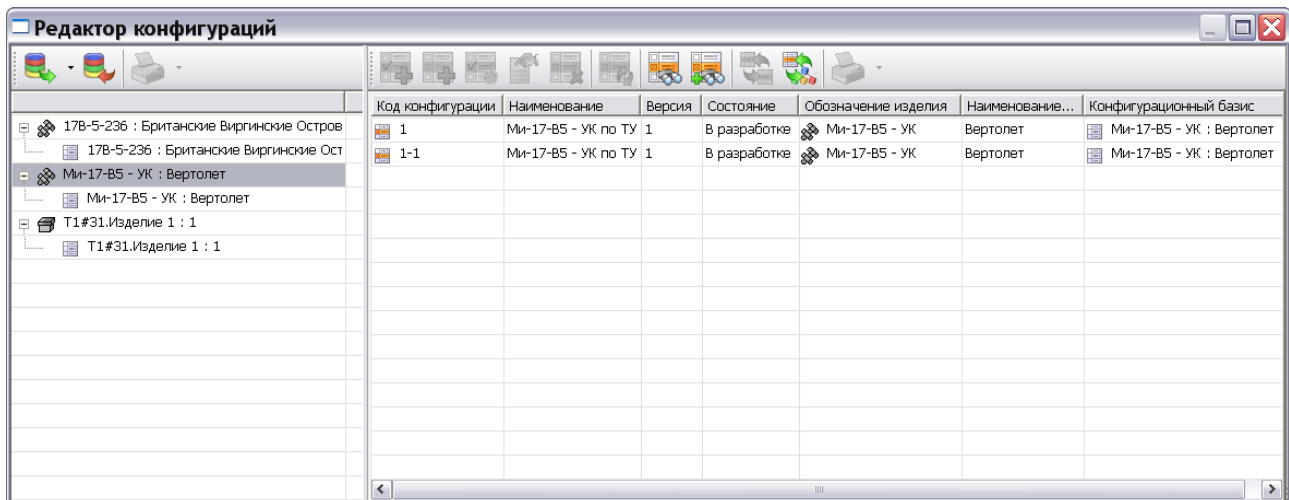 Редактор конфигураций
17В-5-236 : Британские Виргинские Остров
17В-5-236 : Британские Виргинские Ост
Ми-17-В5 - УК : Вертолет
Ми-17-В5 - УК : Вертолет
Т1#31.Изделие 1 : 1
Т1#31.Изделие 1 : 1
Код конфигурации Наименование Версия Состояние Обозначение изделия Наименование... Конфигурационный базис
1 Ми-17-В5 - УК по ТУ 1 В разработке Ми-17-В5 - УК Вертолет Ми-17-В5 - УК : Вертолет
1-1 Ми-17-В5 - УК по ТУ 1 В разработке Ми-17-В5 - УК Вертолет Ми-17-В5 - УК : Вертолет